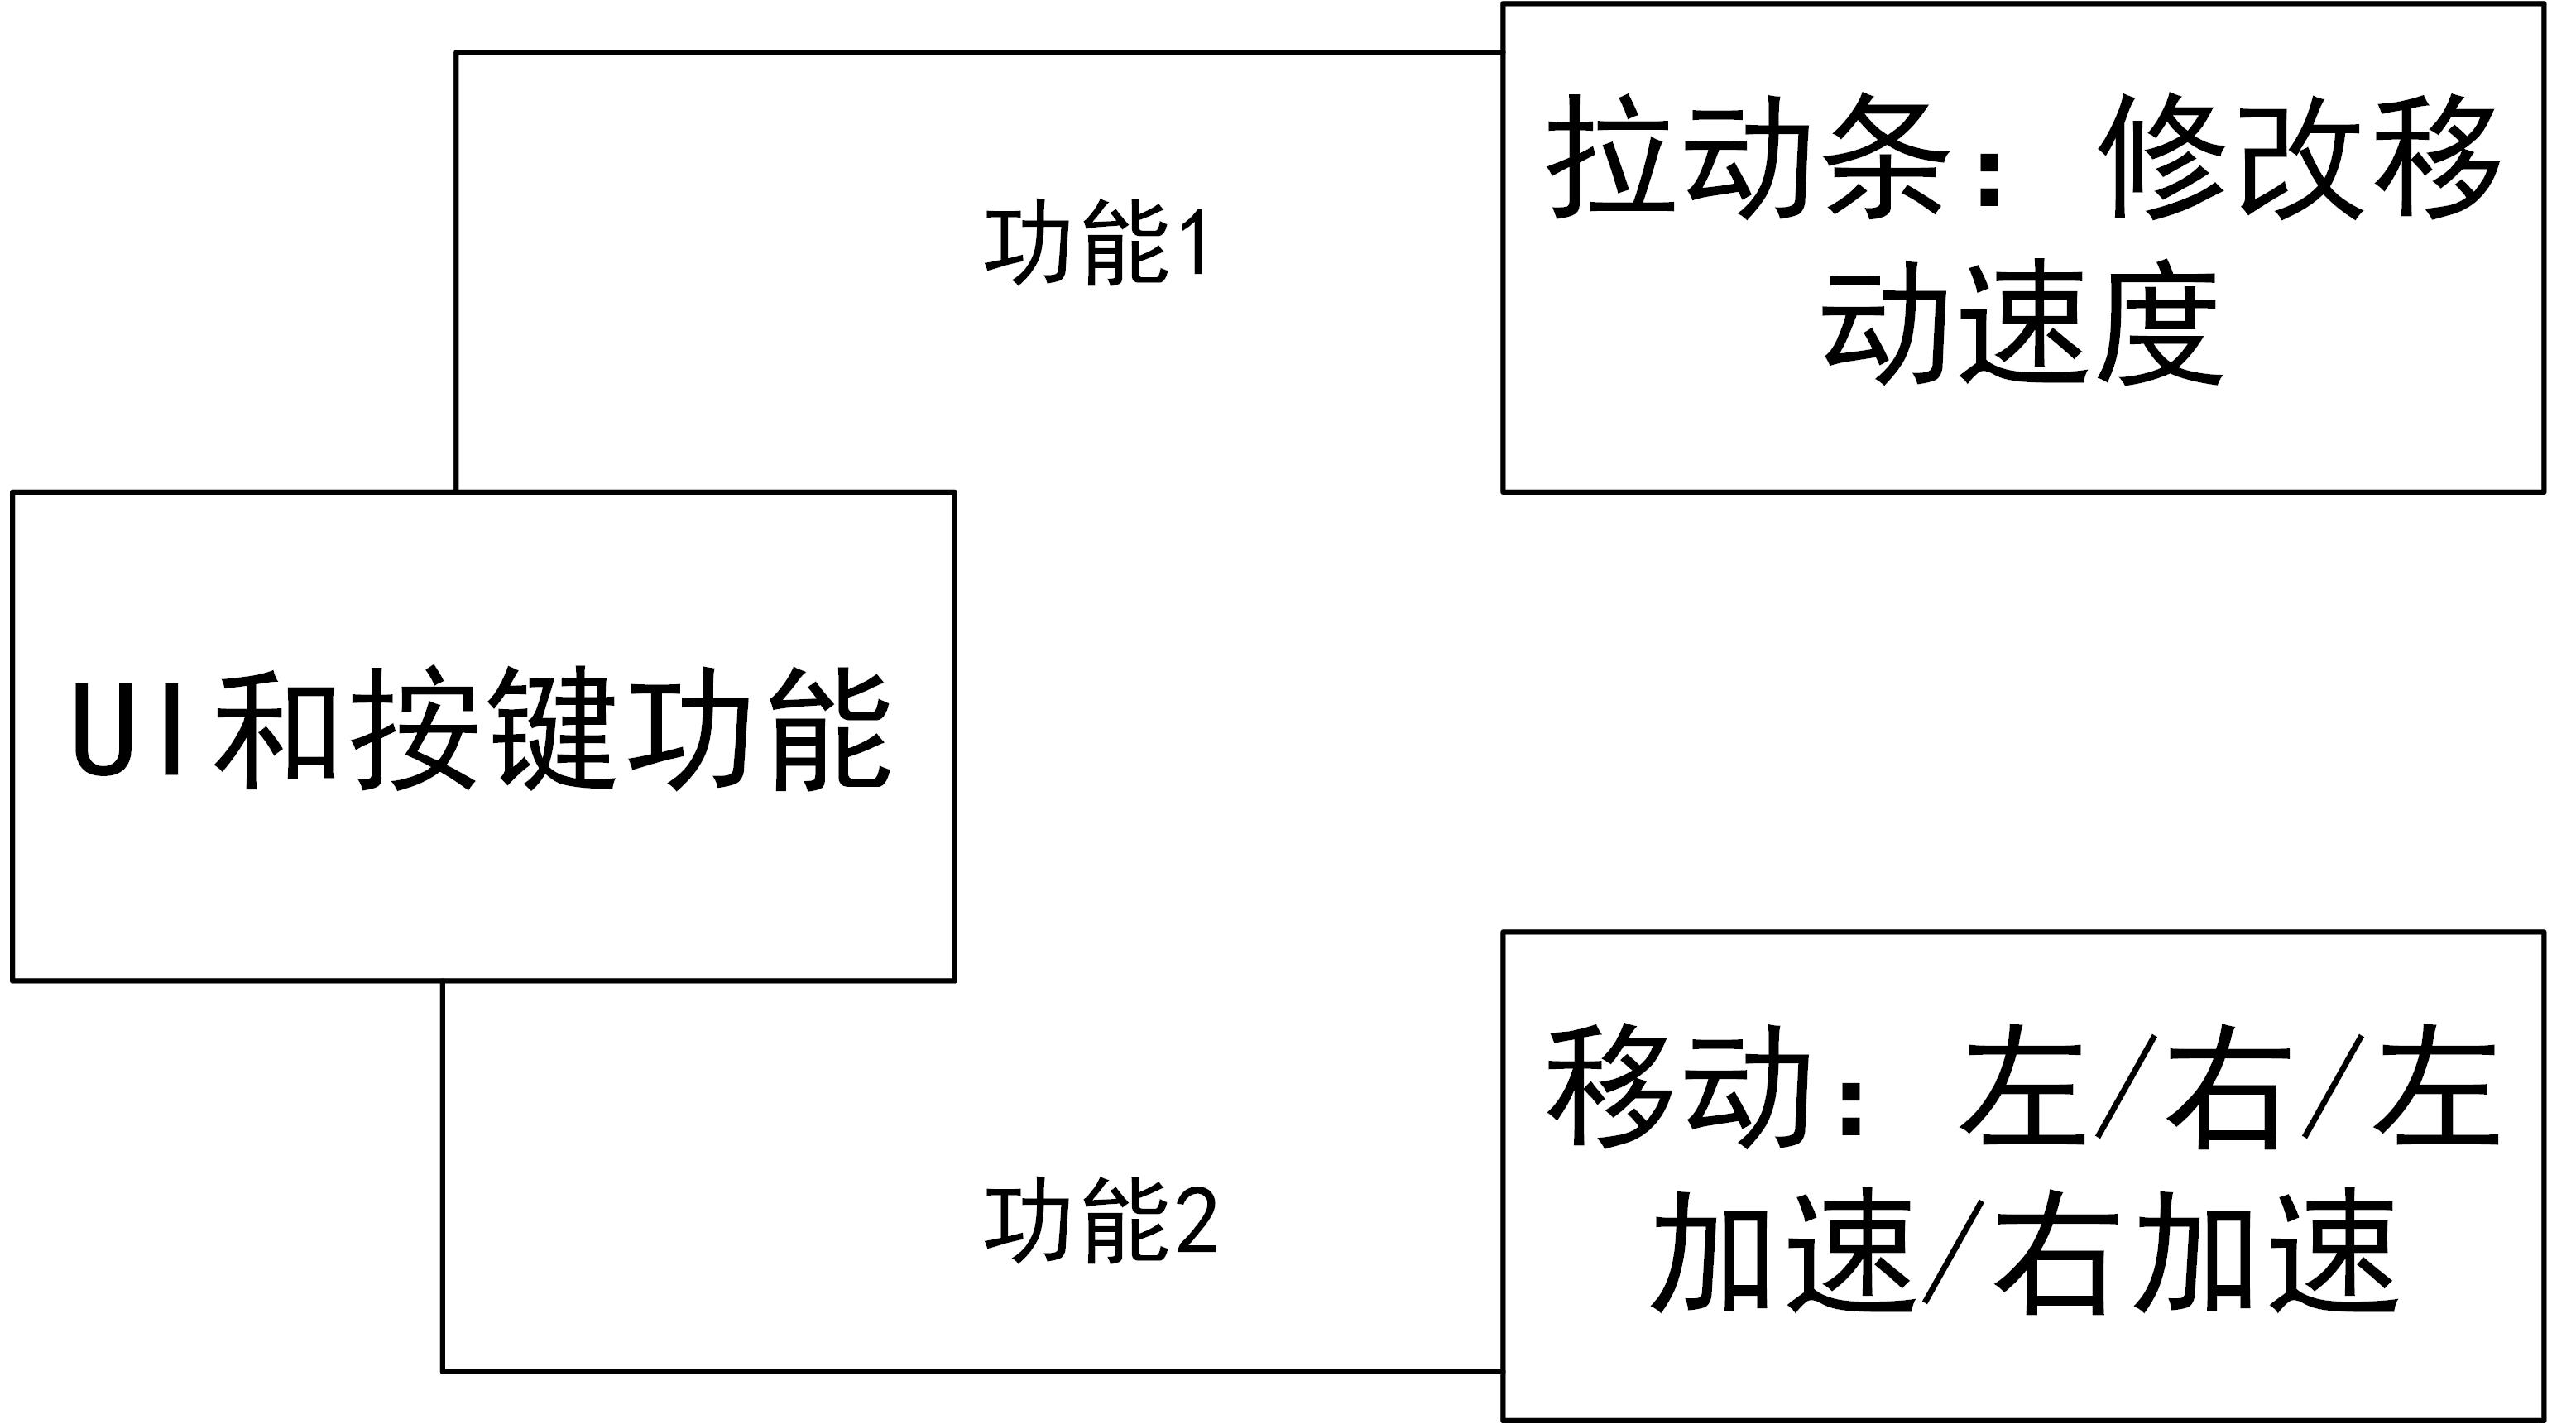 拉动条：修改移
动速度
功能1
UI和按键功能
移动：左/右/左
加速/右加速
功能2